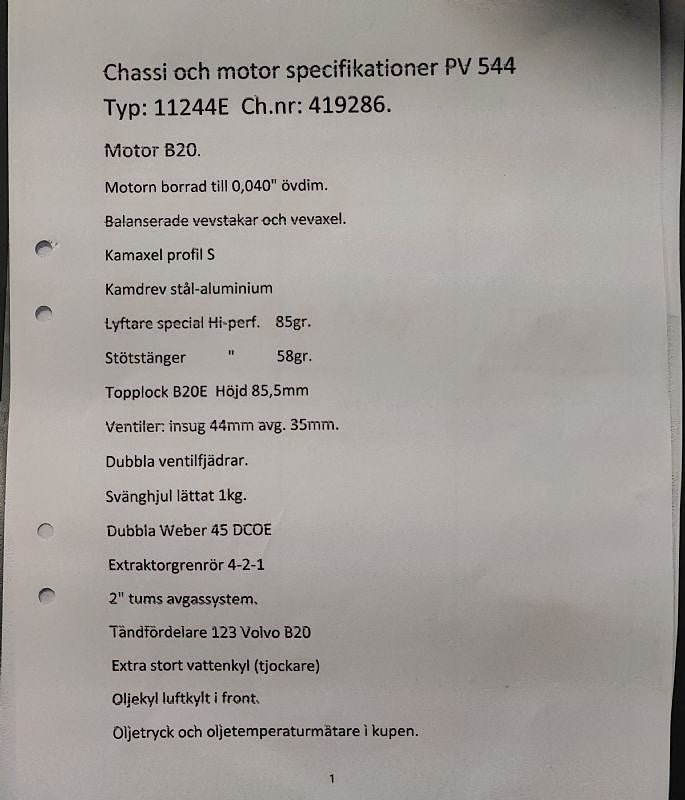 Chassi och motor specifikationer PV 544
Typ: 11244E Ch.nr: 419286.
Motor B20.
Motorn borrad till 0,040" övdim.
Balanserade vevstakar och vevaxel.
Kamaxel profil S
Kamdrev stål-aluminium
Lyftare special Hi-perf. 85gr.
Stötstänger " 58gr.
Topplock B20E Höjd 85,5mm
Ventiler: insug 44mm avg. 35mm.
Dubbla ventilfjädrar.
Svänghjul lättat 1kg.
Dubbla Weber 45 DCOE
Extraktorgrenrör 4-2-1
2" tums avgassystem.
Tändfördelare 123 Volvo B20
Extra stort vattenkyl (tjockare)
Oljekyl luftkylt i front.
Oljetryck och oljetemperaturmätare i kupen.
1